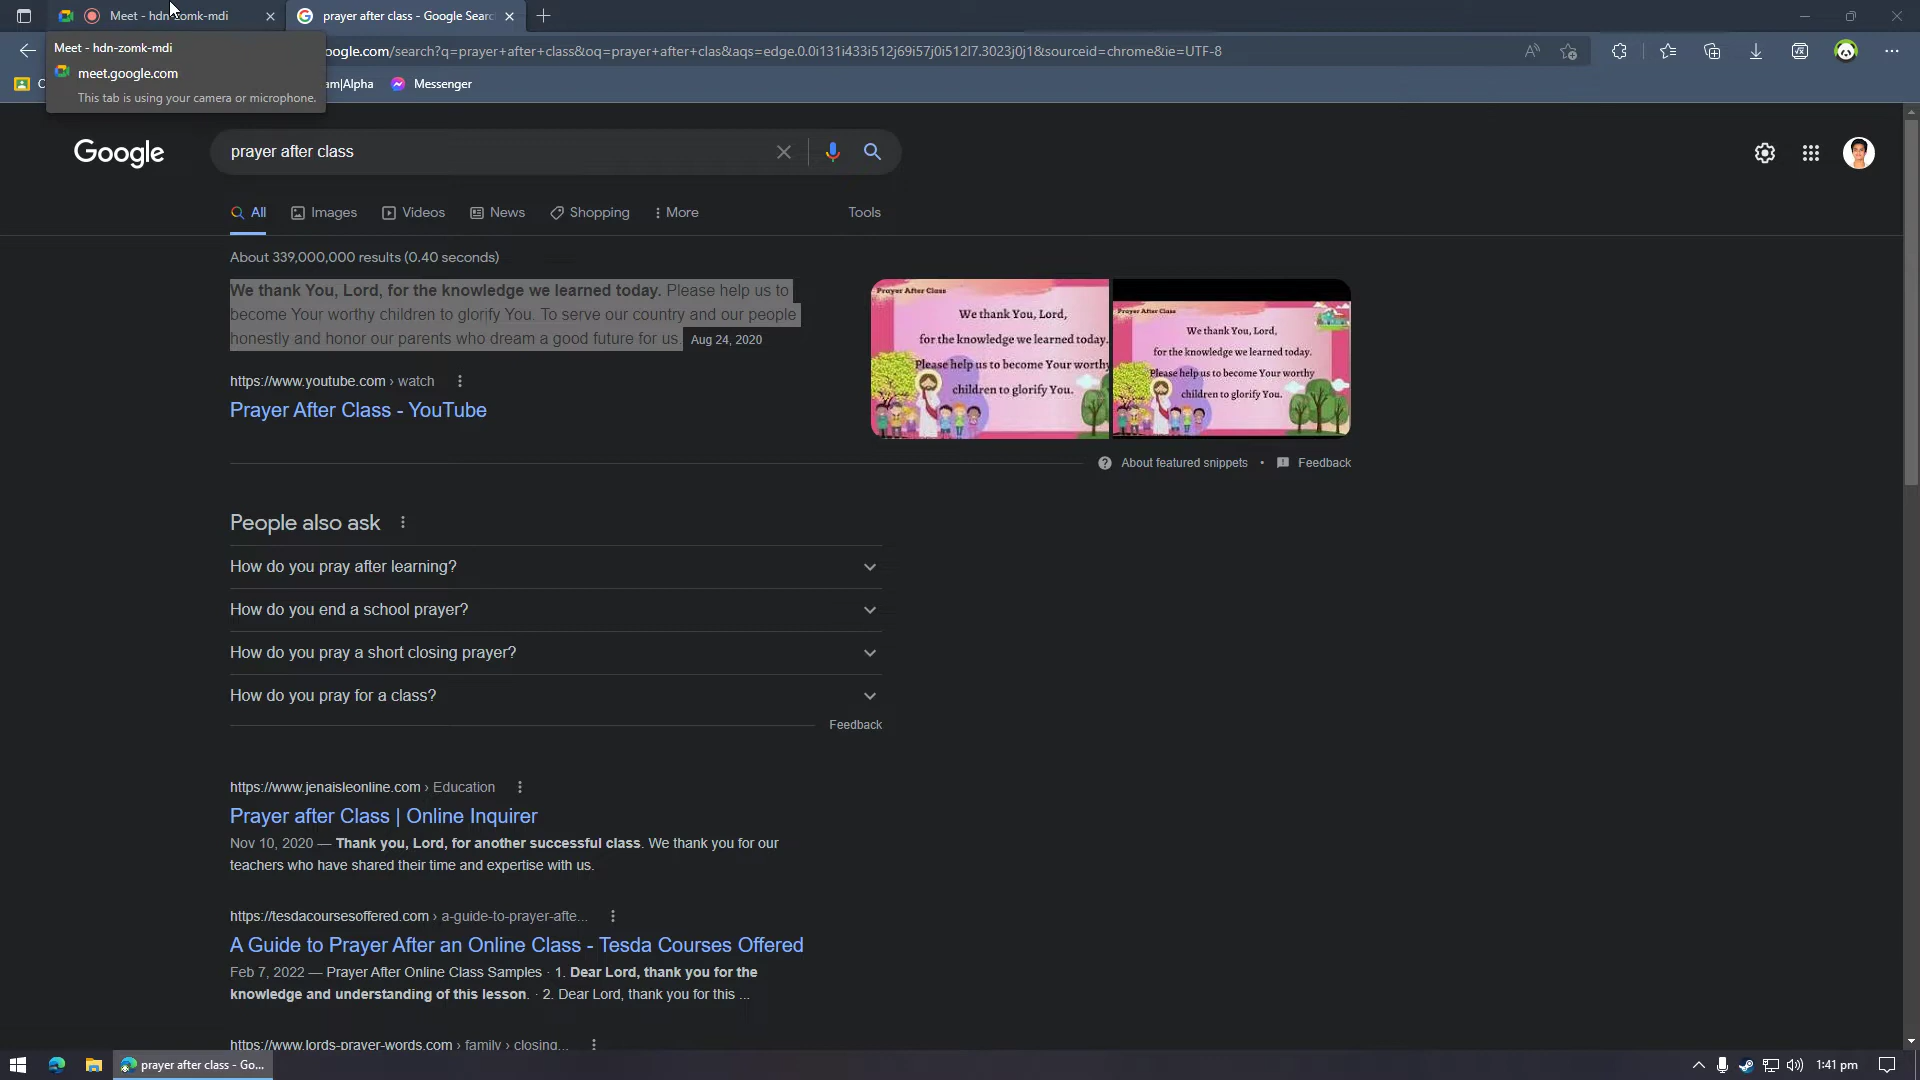 Meet - hdn-zomk-mdi
prayer after class - Google Searc
Meet - hdn-zomk-mdi
meet.google.com
This tab is using your camera or microphone.
oogle.com/search?q=prayer+after+class&oq=prayer+after+clas&aqs=edge.0.0i131i433i512j69i57j0i512l7.3023j0j1&sourceid=chrome&ie=UTF-8
C
am|Alpha
Messenger
Google
prayer after class
All
Images
Videos
News
Shopping
More
Tools
About 339,000,000 results (0.40 seconds)
We thank You, Lord, for the knowledge we learned today. Please help us to
become Your worthy children to glorify You. To serve our country and our people
honestly and honor our parents who dream a good future for us. Aug 24, 2020
https://www.youtube.com › watch
Prayer After Class - YouTube
Prayer After Class
We thank You, Lord,
for the knowledge we learned today.
Please help us to become Your worthy
children to glorify You.
Prayer After Class
We thank You, Lord,
for the knowledge we learned today.
Please help us to become Your worthy
children to glorify You.
About featured snippets • Feedback
People also ask
How do you pray after learning?
How do you end a school prayer?
How do you pray a short closing prayer?
How do you pray for a class?
Feedback
https://www.jenaisleonline.com › Education
Prayer after Class | Online Inquirer
Nov 10, 2020 — Thank you, Lord, for another successful class. We thank you for our
teachers who have shared their time and expertise with us.
https://tesdacoursesoffered.com › a-guide-to-prayer-afte...
A Guide to Prayer After an Online Class - Tesda Courses Offered
Feb 7, 2022 — Prayer After Online Class Samples · 1. Dear Lord, thank you for the
knowledge and understanding of this lesson. · 2. Dear Lord, thank you for this ...
https://www.lords-prayer-words.com › family › closing...
prayer after class - Go...
1:41 pm